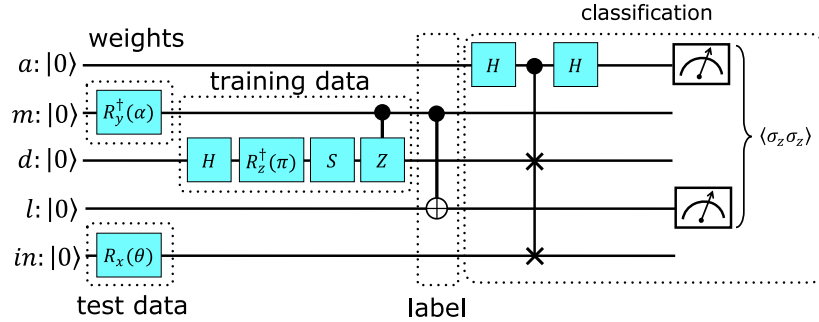 classification
weights
a: |0⟩ H H
training data
m: |0⟩ R_y^†(α)
⟨σ_z σ_z⟩
d: |0⟩ H R_z^†(π) S Z
l: |0⟩
in: |0⟩ R_x(θ)
test data
label